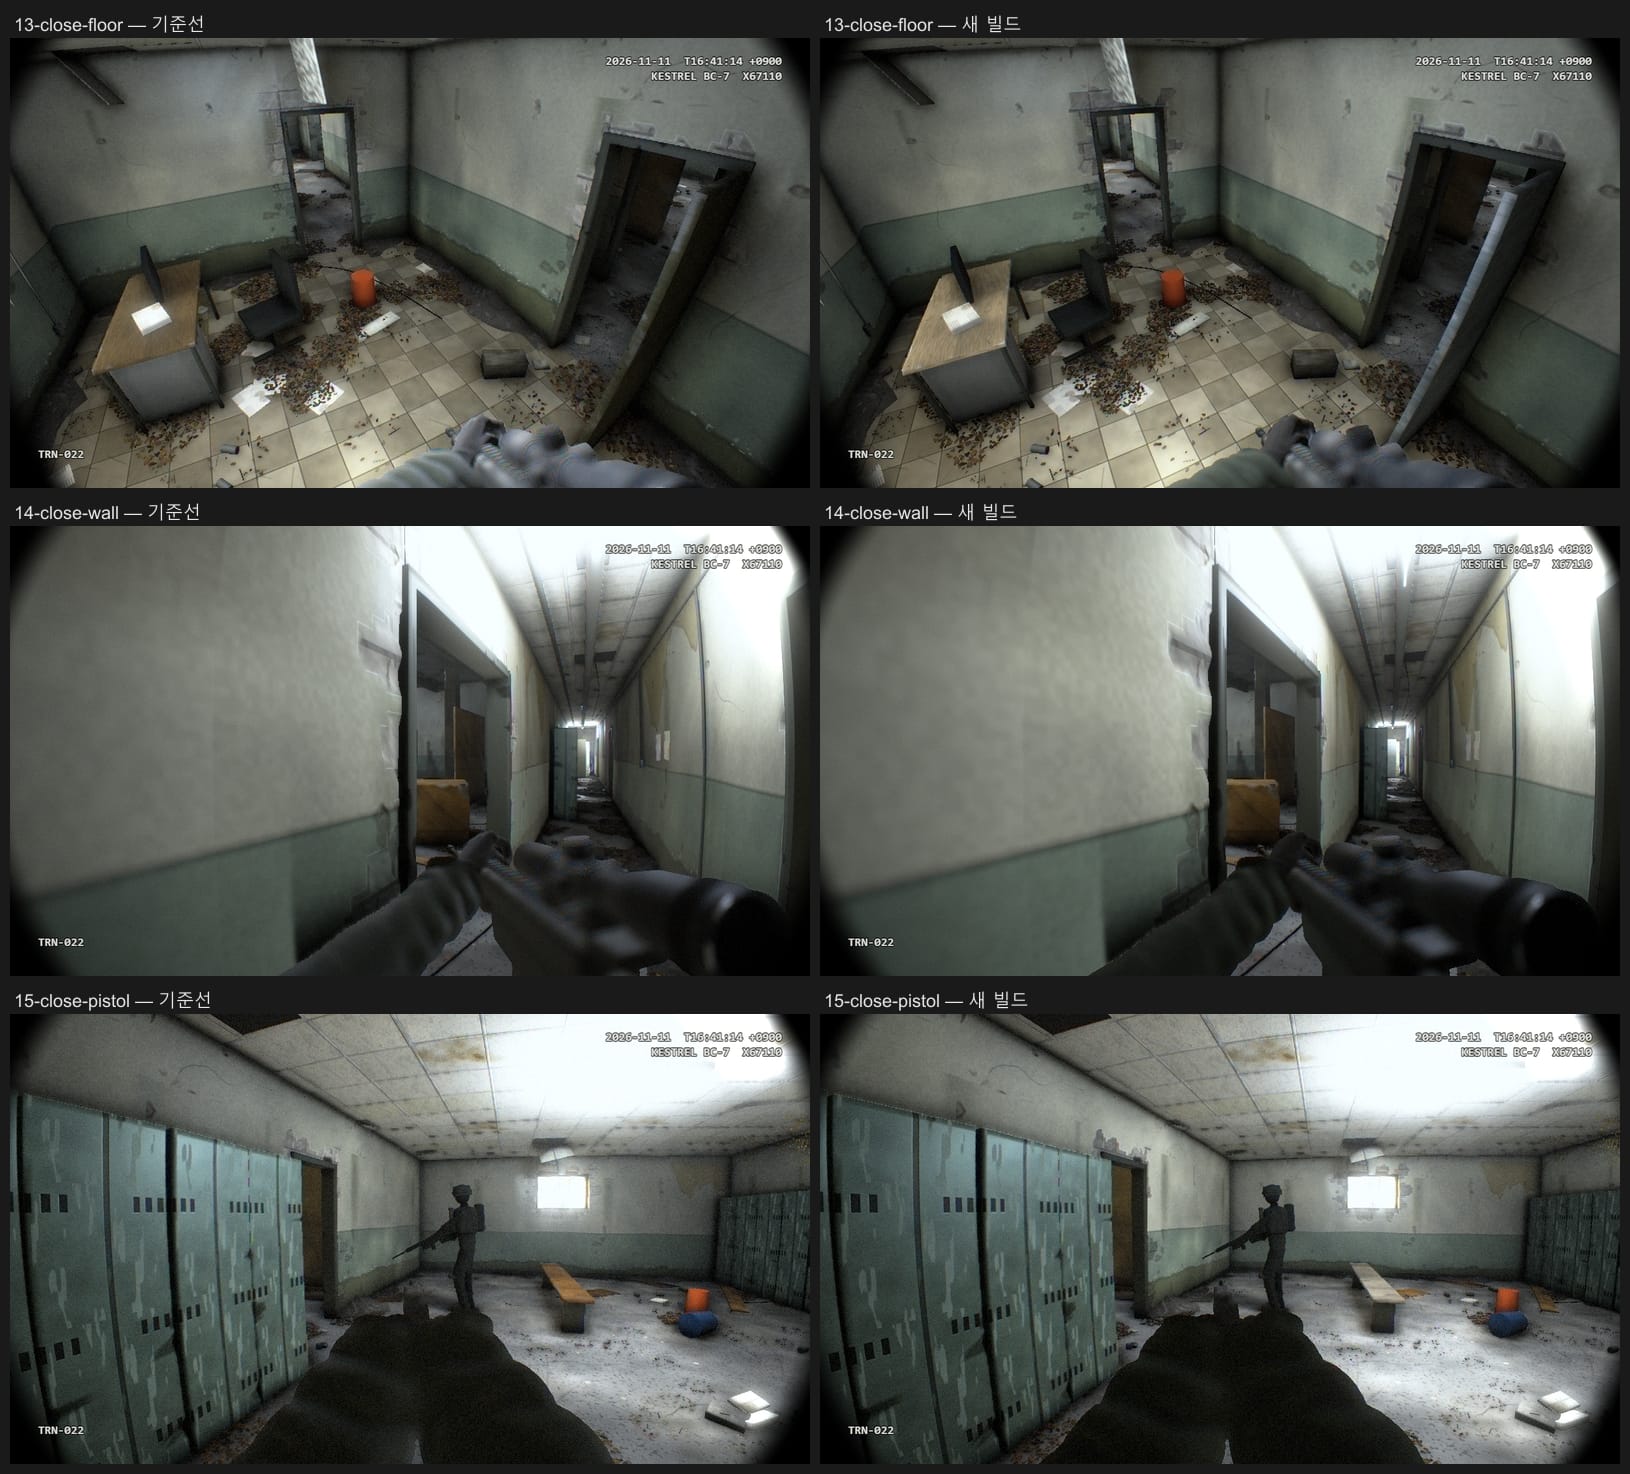 13-close-floor — 기준선
13-close-floor — 새 빌드
2026-11-11 T16:41:14 +0900
KESTREL BC-7 X67110
TRN-022
2026-11-11 T16:41:14 +0900
KESTREL BC-7 X67110
TRN-022
14-close-wall — 기준선
14-close-wall — 새 빌드
2026-11-11 T16:41:14 +0900
KESTREL BC-7 X67110
TRN-022
2026-11-11 T16:41:14 +0900
KESTREL BC-7 X67110
TRN-022
15-close-pistol — 기준선
15-close-pistol — 새 빌드
2026-11-11 T16:41:14 +0900
KESTREL BC-7 X67110
TRN-022
2026-11-11 T16:41:14 +0900
KESTREL BC-7 X67110
TRN-022